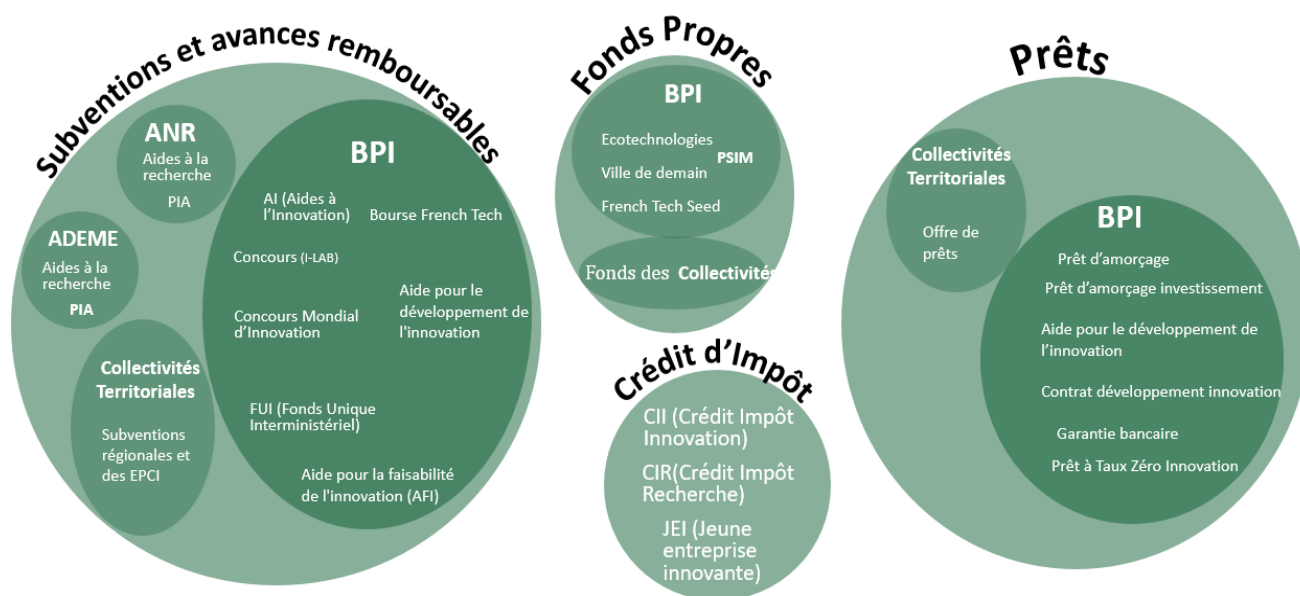 Subventions et avances remboursables
ANR
Aides à la
recherche
PIA
ADEME
Aides à la
recherche
PIA
Collectivités
Territoriales
Subventions
régionales et
des EPCI
BPI
AI (Aides à
l’Innovation)
Bourse French Tech
Concours (I-LAB)
Aide pour le
développement de
l'innovation
Concours Mondial
d’Innovation
FUI (Fonds Unique
Interministériel)
Aide pour la faisabilité
de l'innovation (AFI)
Fonds Propres
BPI
Ecotechnologies
PSIM
Ville de demain
French Tech Seed
Fonds des Collectivités
Crédit d’Impôt
CII (Crédit Impôt
Innovation)
CIR(Crédit Impôt
Recherche)
JEI (Jeune
entreprise
innovante)
Prêts
Collectivités
Territoriales
Offre de
prêts
BPI
Prêt d’amorçage
Prêt d’amorçage investissement
Aide pour le développement de
l’innovation
Contrat développement innovation
Garantie bancaire
Prêt à Taux Zéro Innovation